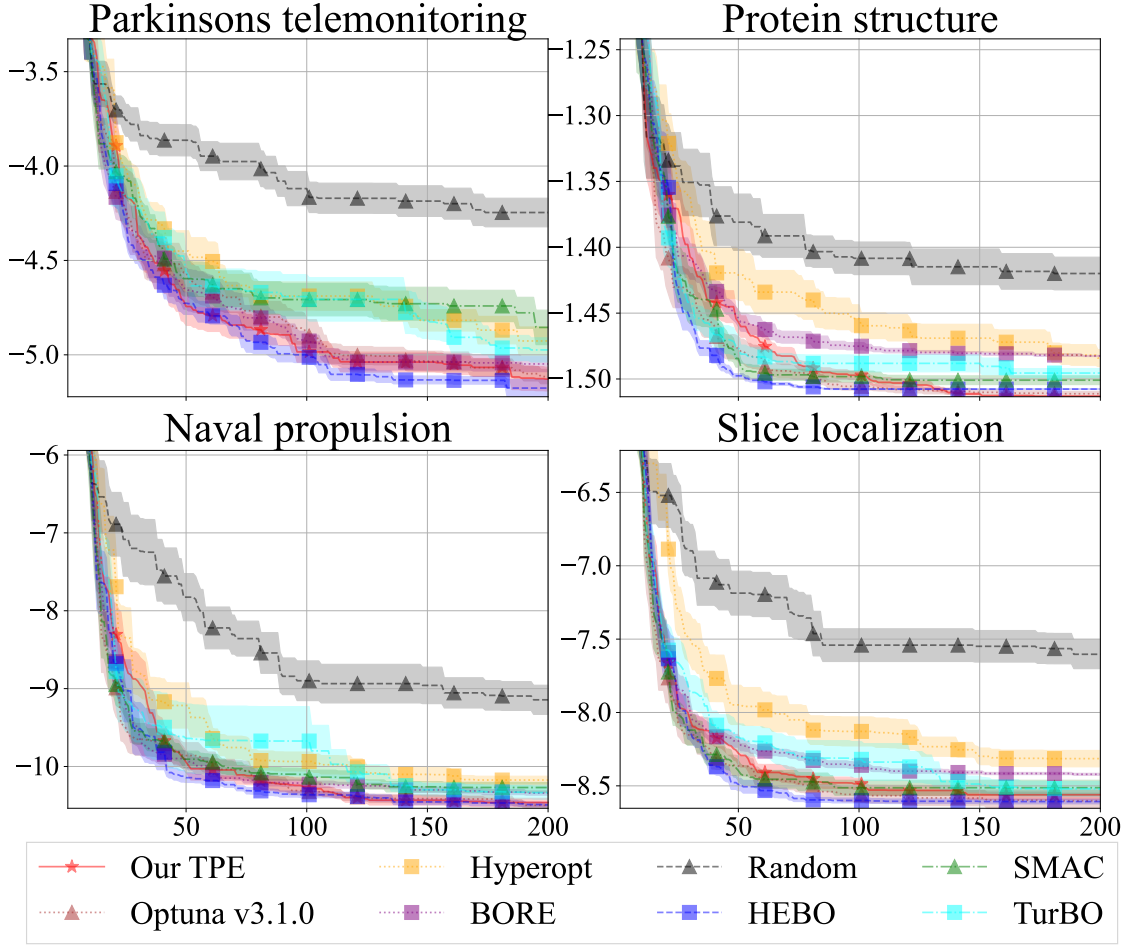 Parkinsons telemonitoring
−3.5
−4.0
−4.5
−5.0
Protein structure
−1.25
−1.30
−1.35
−1.40
−1.45
−1.50
Naval propulsion
−6
−7
−8
−9
−10
50 100 150 200
Slice localization
−6.5
−7.0
−7.5
−8.0
−8.5
50 100 150 200
Our TPE Hyperopt Random SMAC
Optuna v3.1.0 BORE HEBO TurBO